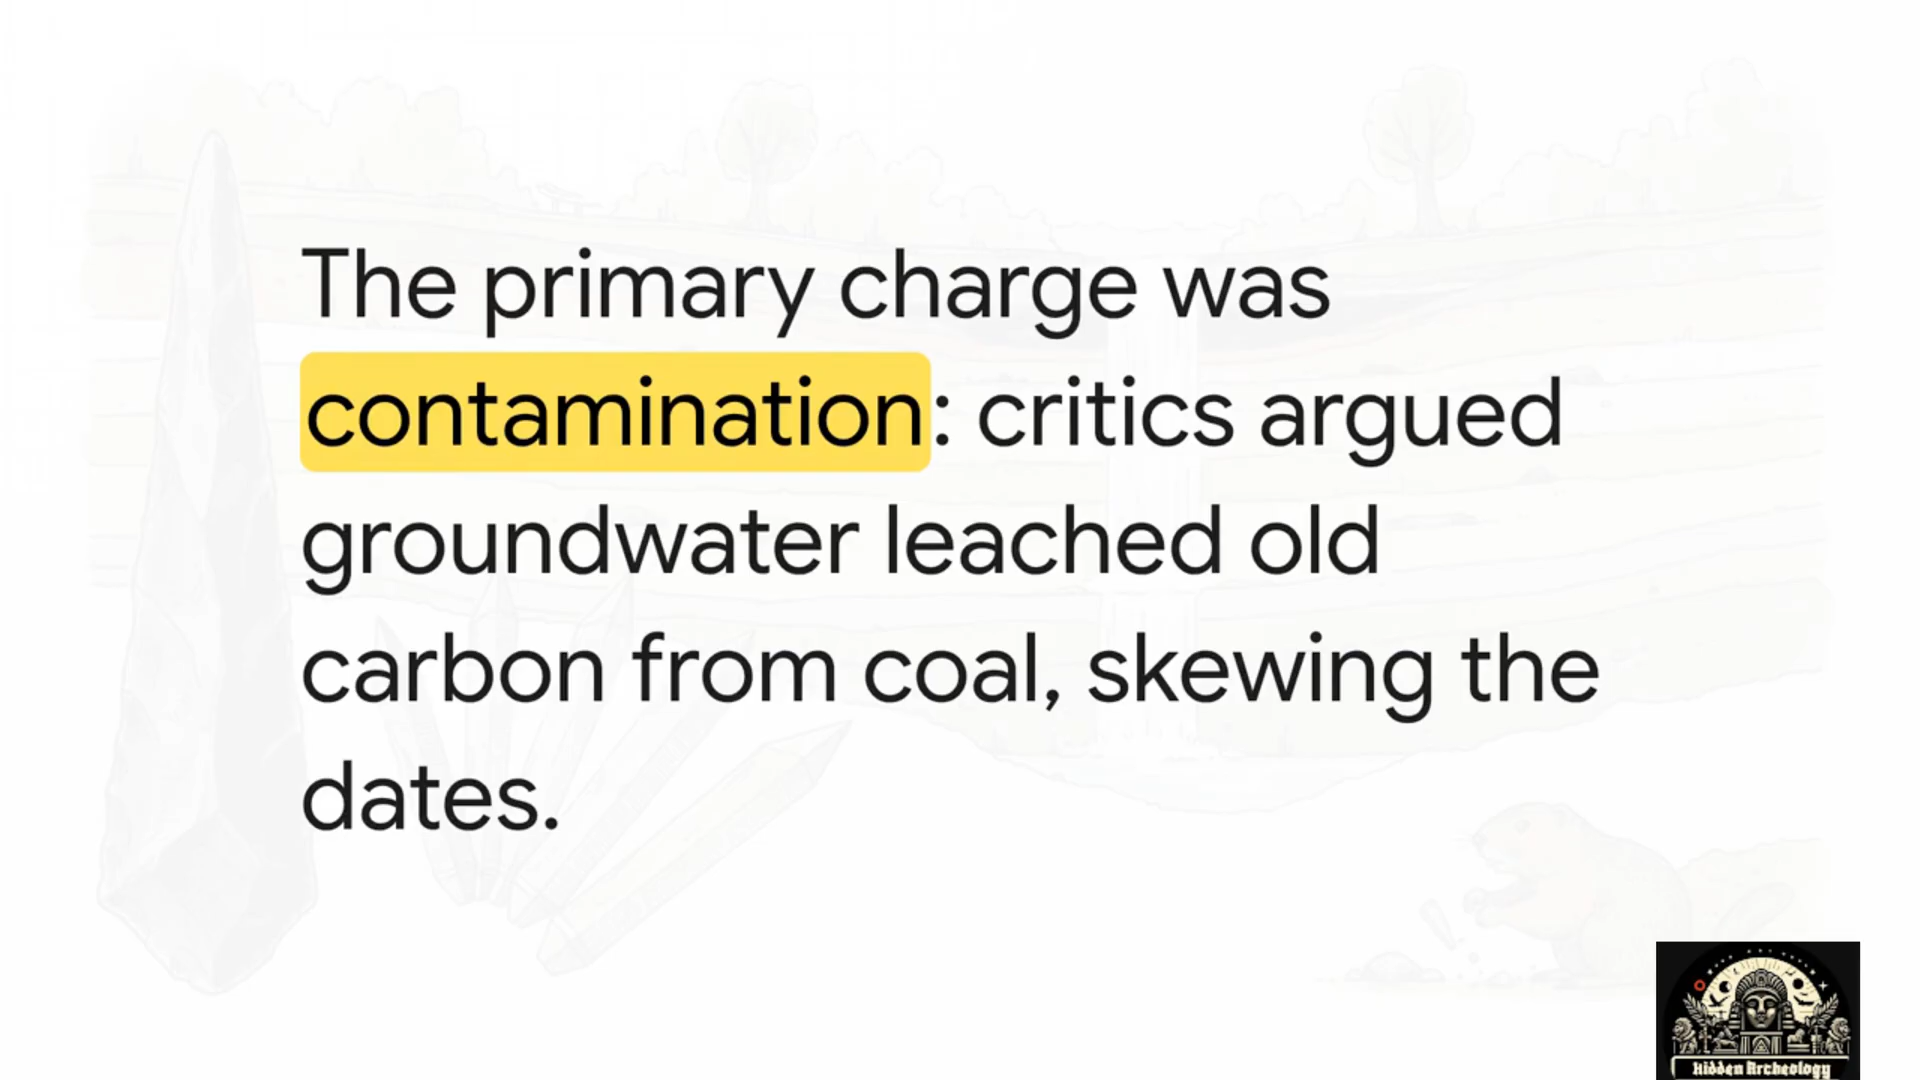 The primary charge was
contamination: critics argued
groundwater leached old
carbon from coal, skewing the
dates.
Hidden Archeology